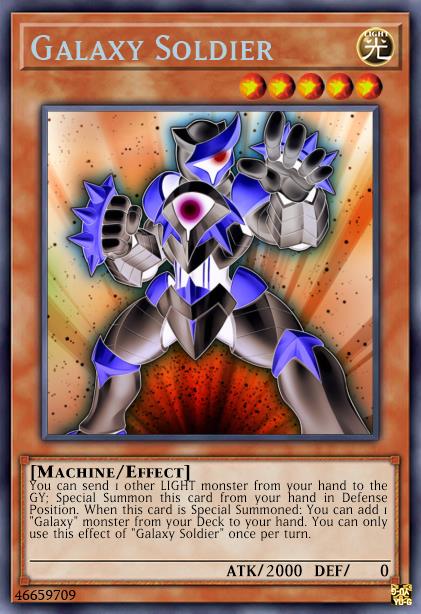 GALAXY SOLDIER
LIGHT
光
[MACHINE/EFFECT]
You can send 1 other LIGHT monster from your hand to the
GY; Special Summon this card from your hand in Defense
Position. When this card is Special Summoned: You can add 1
"Galaxy" monster from your Deck to your hand. You can only
use this effect of "Galaxy Soldier" once per turn.
ATK/2000 DEF/ 0
46659709